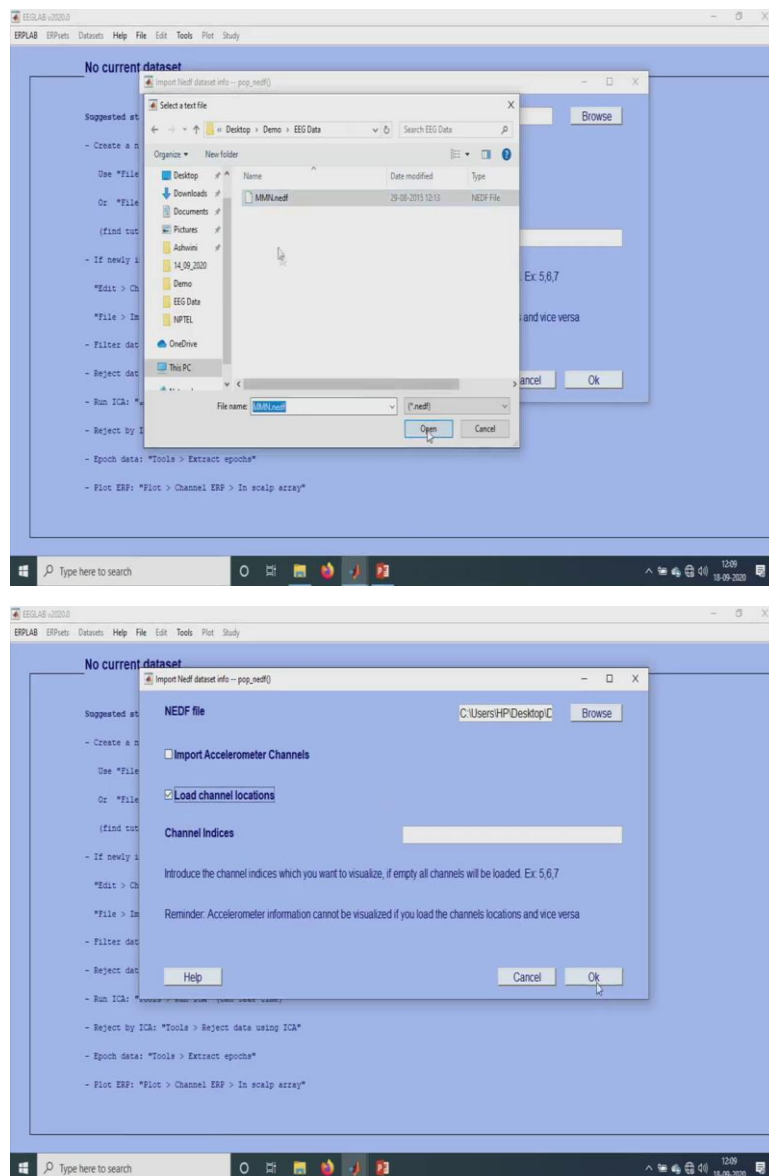 EEGLAB v2020.0
ERPLAB ERPsets Datasets Help File Edit Tools Plot Study
No current dataset
Import Nedf dataset info -- pop_nedf()
Select a text file
Suggested st
Browse
Desktop > Demo > EEG Data
Search EEG Data
- Create a n
Organize New folder
Use "File
Desktop
Name
Date modified
Type
Downloads
MMN.nedf
29-08-2015 12:13
NEDF File
Or "File
Documents
(find tut
Pictures
Ashwini
- If newly i
14_09_2020
Ex: 5,6,7
"Edit > Ch
Demo
EEG Data
"File > Im
NPTEL
and vice versa
- Filter dat
OneDrive
- Reject dat
This PC
ancel
Ok
- Run ICA: "
File name:
MMN.nedf
(*.nedf)
- Reject by I
Open
Cancel
- Epoch data: "Tools > Extract epochs"
- Plot ERP: "Plot > Channel ERP > In scalp array"
Type here to search
12:09
18-09-2020
EEGLAB v2020.0
ERPLAB ERPsets Datasets Help File Edit Tools Plot Study
No current dataset
Import Nedf dataset info -- pop_nedf()
Suggested st
NEDF file
C:\Users\HP\Desktop\D
Browse
- Create a n
Import Accelerometer Channels
Use "File
Or "File
Load channel locations
(find tut
Channel Indices
- If newly i
Introduce the channel indices which you want to visualize, if empty all channels will be loaded. Ex: 5,6,7
"Edit > Ch
"File > Im
Reminder: Accelerometer information cannot be visualized if you load the channels locations and vice versa
- Filter dat
- Reject dat
Help
Cancel
Ok
- Run ICA:
- Reject by ICA: "Tools > Reject data using ICA"
- Epoch data: "Tools > Extract epochs"
- Plot ERP: "Plot > Channel ERP > In scalp array"
Type here to search
12:09
18-09-2020